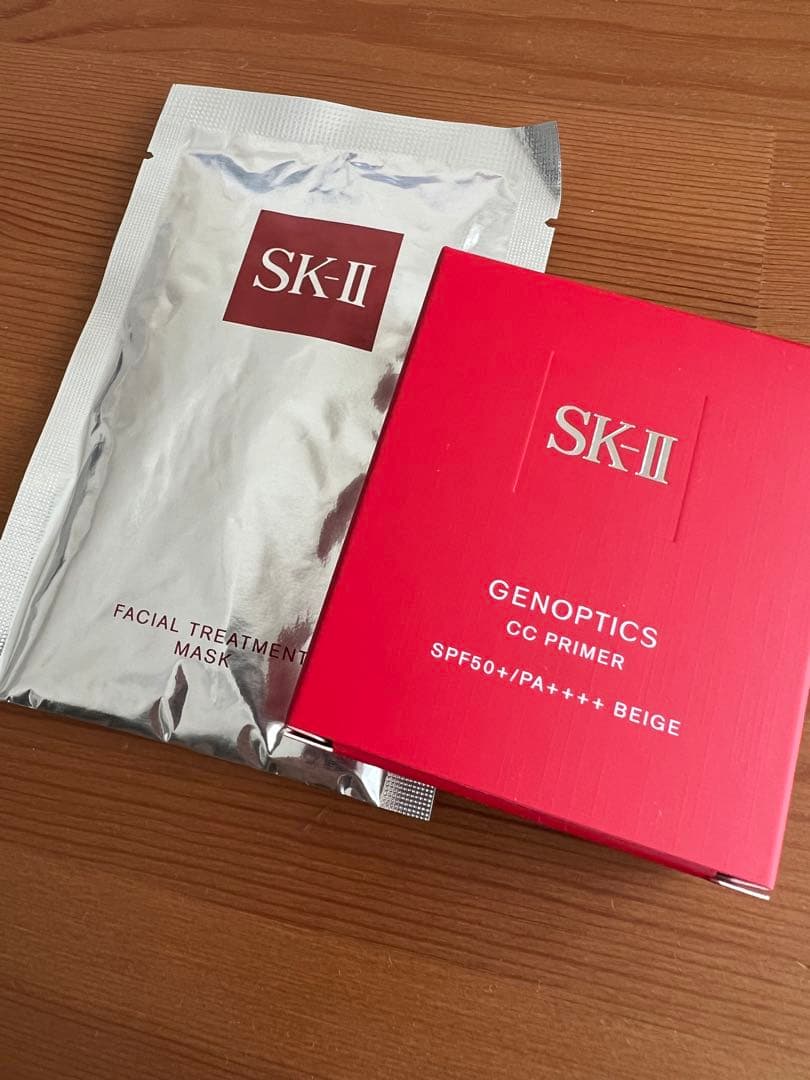 SK-II
FACIAL TREATMENT
MASK
SK-II
GENOPTICS
CC PRIMER
SPF50+/PA++++ BEIGE